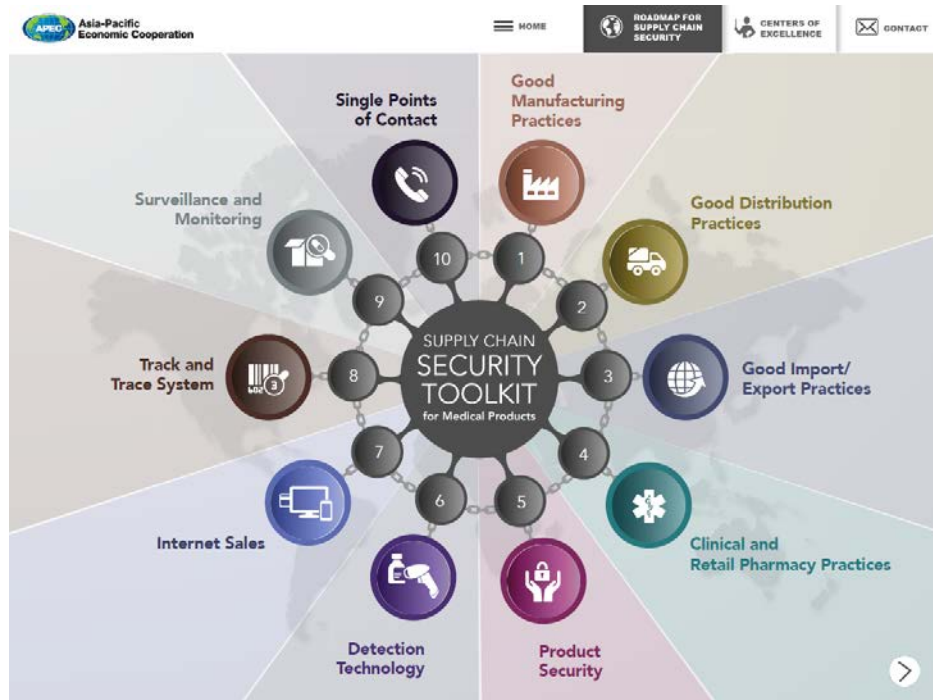 APEC
Asia-Pacific
Economic Cooperation
HOME
ROADMAP FOR
SUPPLY CHAIN
SECURITY
CENTERS OF
EXCELLENCE
CONTACT
Single Points
of Contact
Good
Manufacturing
Practices
Surveillance and
Monitoring
Good Distribution
Practices
10
1
9
2
SUPPLY CHAIN
SECURITY
TOOLKIT
for Medical Products
Track and
Trace System
8
3
Good Import/
Export Practices
7
4
6
5
Internet Sales
Clinical and
Retail Pharmacy Practices
Detection
Technology
Product
Security